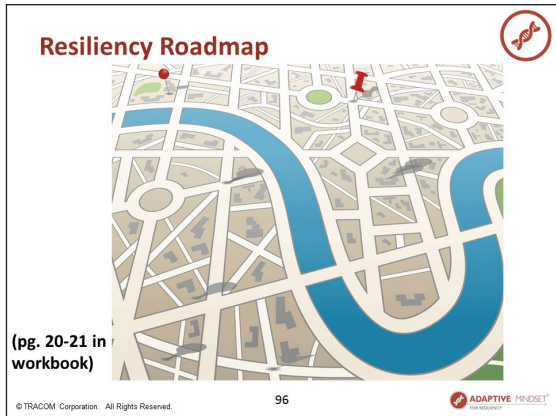 Resiliency Roadmap
(pg. 20-21 in
workbook)
©TRACOM Corporation. All Rights Reserved.
96
ADAPTIVE MINDSET
FOR RESILIENCY